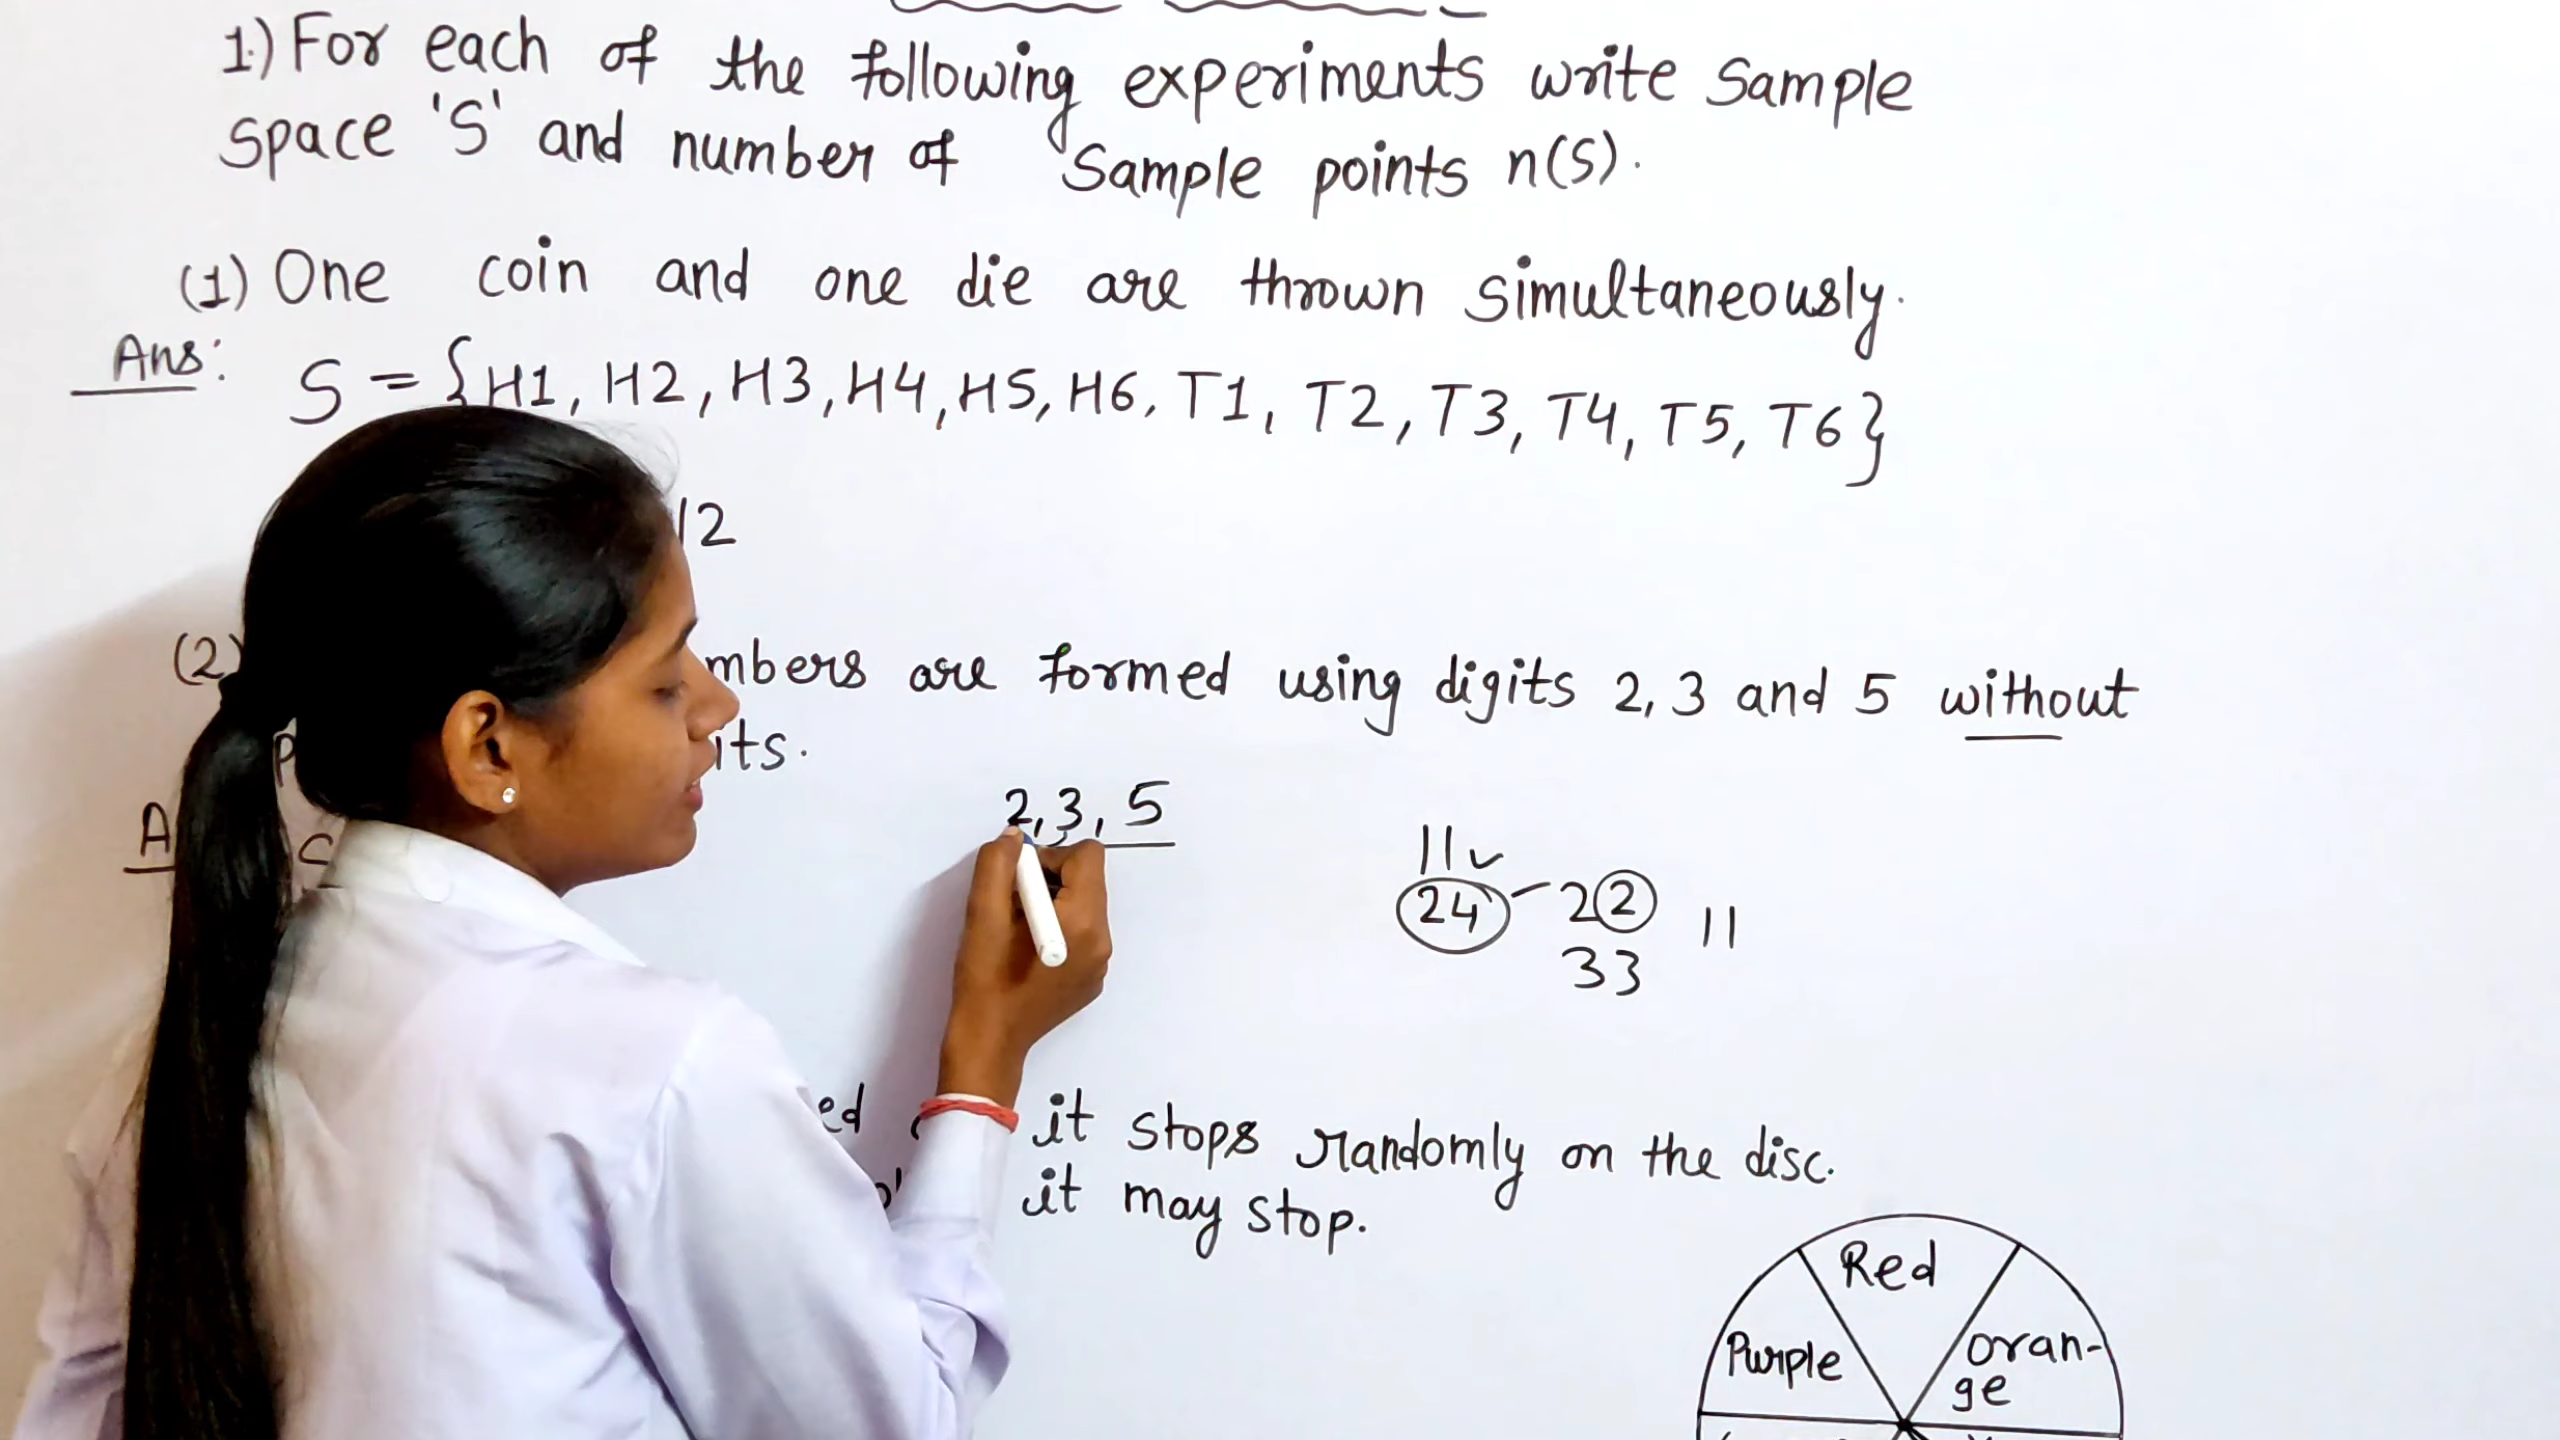 1.) For each of the following experiments write Sample
Space 'S' and number of Sample points n(S).
(1) One coin and one die are thrown simultaneously.
Ans: S = {H1, H2, H3, H4, H5, H6, T1, T2, T3, T4, T5, T6}
12
(2) mbers are formed using digits 2, 3 and 5 without
its.
2, 3, 5
A S
11
24 22 11
33
ed it stops randomly on the disc.
it may stop.
Red
Purple
oran-
ge